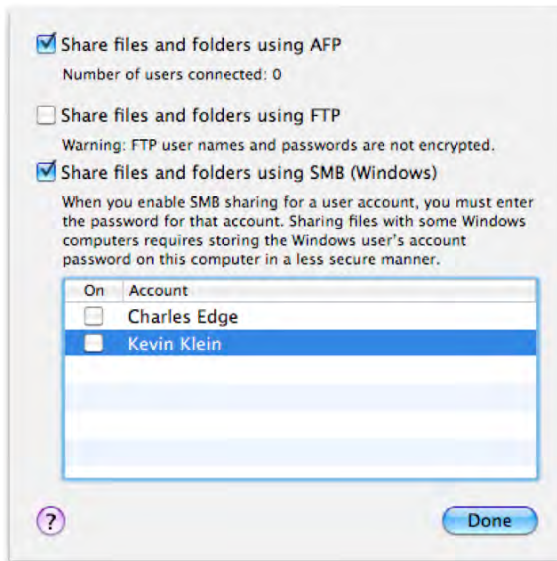 Share files and folders using AFP
Number of users connected: 0
Share files and folders using FTP
Warning: FTP user names and passwords are not encrypted.
Share files and folders using SMB (Windows)
When you enable SMB sharing for a user account, you must enter
the password for that account. Sharing files with some Windows
computers requires storing the Windows user's account
password on this computer in a less secure manner.
On Account
Charles Edge
Kevin Klein
? Done